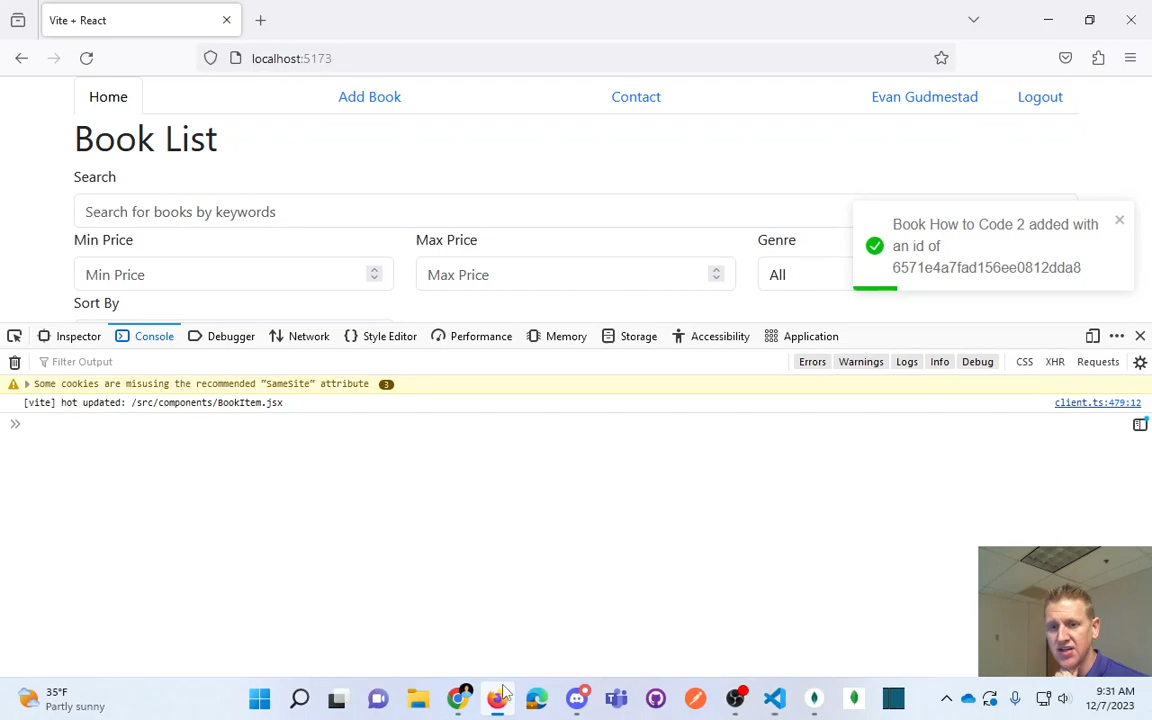 Vite + React
localhost:5173
Home
Add Book
Contact
Evan Gudmestad
Logout
Book List
Search
Search for books by keywords
Min Price
Max Price
Genre
Min Price
Max Price
All
Sort By
Book How to Code 2 added with
an id of
6571e4a7fad156ee0812dda8
Inspector
Console
Debugger
Network
Style Editor
Performance
Memory
Storage
Accessibility
Application
Filter Output
Errors
Warnings
Logs
Info
Debug
CSS
XHR
Requests
Some cookies are misusing the recommended “SameSite” attribute 3
[vite] hot updated: /src/components/BookItem.jsx
client.ts:479:12
35°F
Partly sunny
9:31 AM
12/7/2023